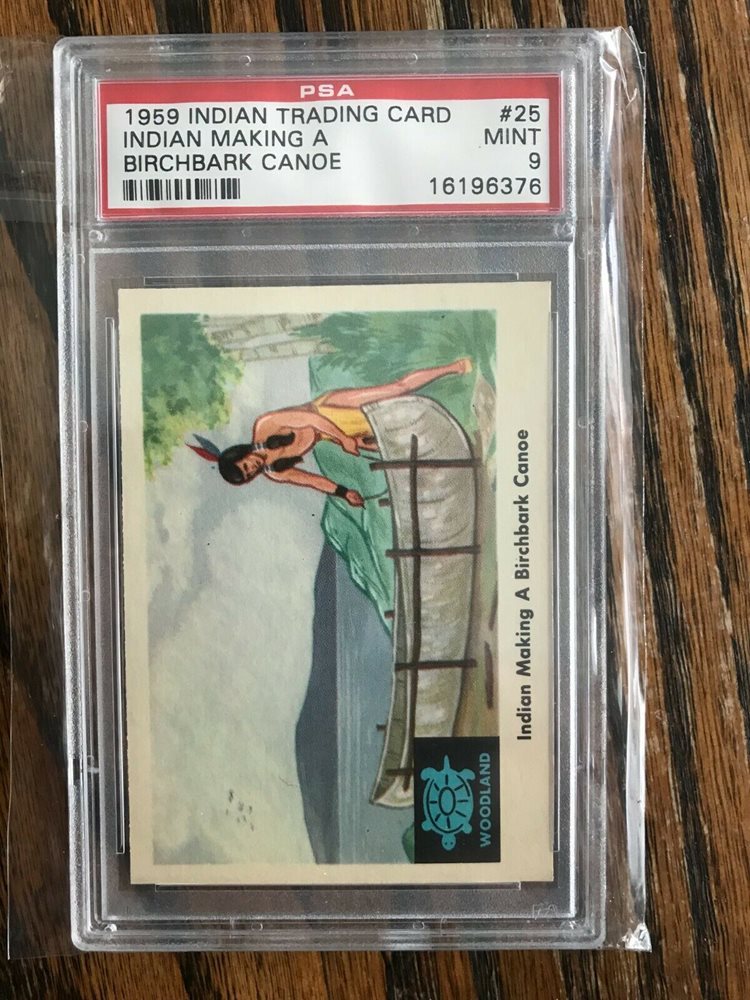 PSA
1959 INDIAN TRADING CARD #25
INDIAN MAKING A MINT
BIRCHBARK CANOE 9
16196376
Indian Making A Birchbark Canoe
WOODLAND